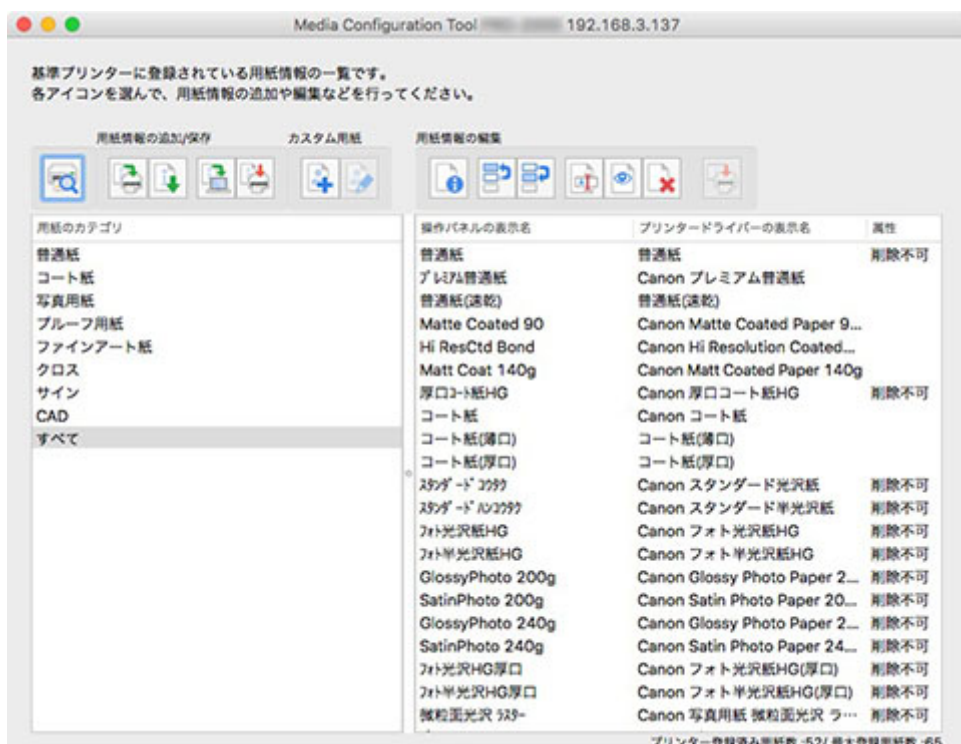 Media Configuration Tool 192.168.3.137
基準プリンターに登録されている用紙情報の一覧です。
各アイコンを選んで、用紙情報の追加や編集などを行ってください。
用紙情報の追加/保存 カスタム用紙 用紙情報の編集
用紙のカテゴリ 操作パネルの表示名 プリンタードライバーの表示名 属性
普通紙
コート紙
写真用紙
プルーフ用紙
ファインアート紙
クロス
サイン
CAD
すべて
普通紙 普通紙 削除不可
プレミアム普通紙 Canon プレミアム普通紙
普通紙(速乾) 普通紙(速乾)
Matte Coated 90 Canon Matte Coated Paper 9...
Hi ResCtd Bond Canon Hi Resolution Coated...
Matt Coat 140g Canon Matt Coated Paper 140g
厚口コート紙HG Canon 厚口コート紙HG 削除不可
コート紙 Canon コート紙
コート紙(薄口) コート紙(薄口)
コート紙(厚口) コート紙(厚口)
スタンダードコウタク Canon スタンダード光沢紙 削除不可
スタンダードハンコウタク Canon スタンダード半光沢紙 削除不可
フォト光沢紙HG Canon フォト光沢紙HG 削除不可
フォト半光沢紙HG Canon フォト半光沢紙HG 削除不可
GlossyPhoto 200g Canon Glossy Photo Paper 2... 削除不可
SatinPhoto 200g Canon Satin Photo Paper 20... 削除不可
GlossyPhoto 240g Canon Glossy Photo Paper 2... 削除不可
SatinPhoto 240g Canon Satin Photo Paper 24... 削除不可
フォト光沢HG厚口 Canon フォト光沢紙HG(厚口) 削除不可
フォト半光沢HG厚口 Canon フォト半光沢紙HG(厚口) 削除不可
微粒面光沢 ラスター Canon 写真用紙 微粒面光沢 ラ… 削除不可
プリンター登録済み用紙数 :52/ 最大登録用紙数 :65